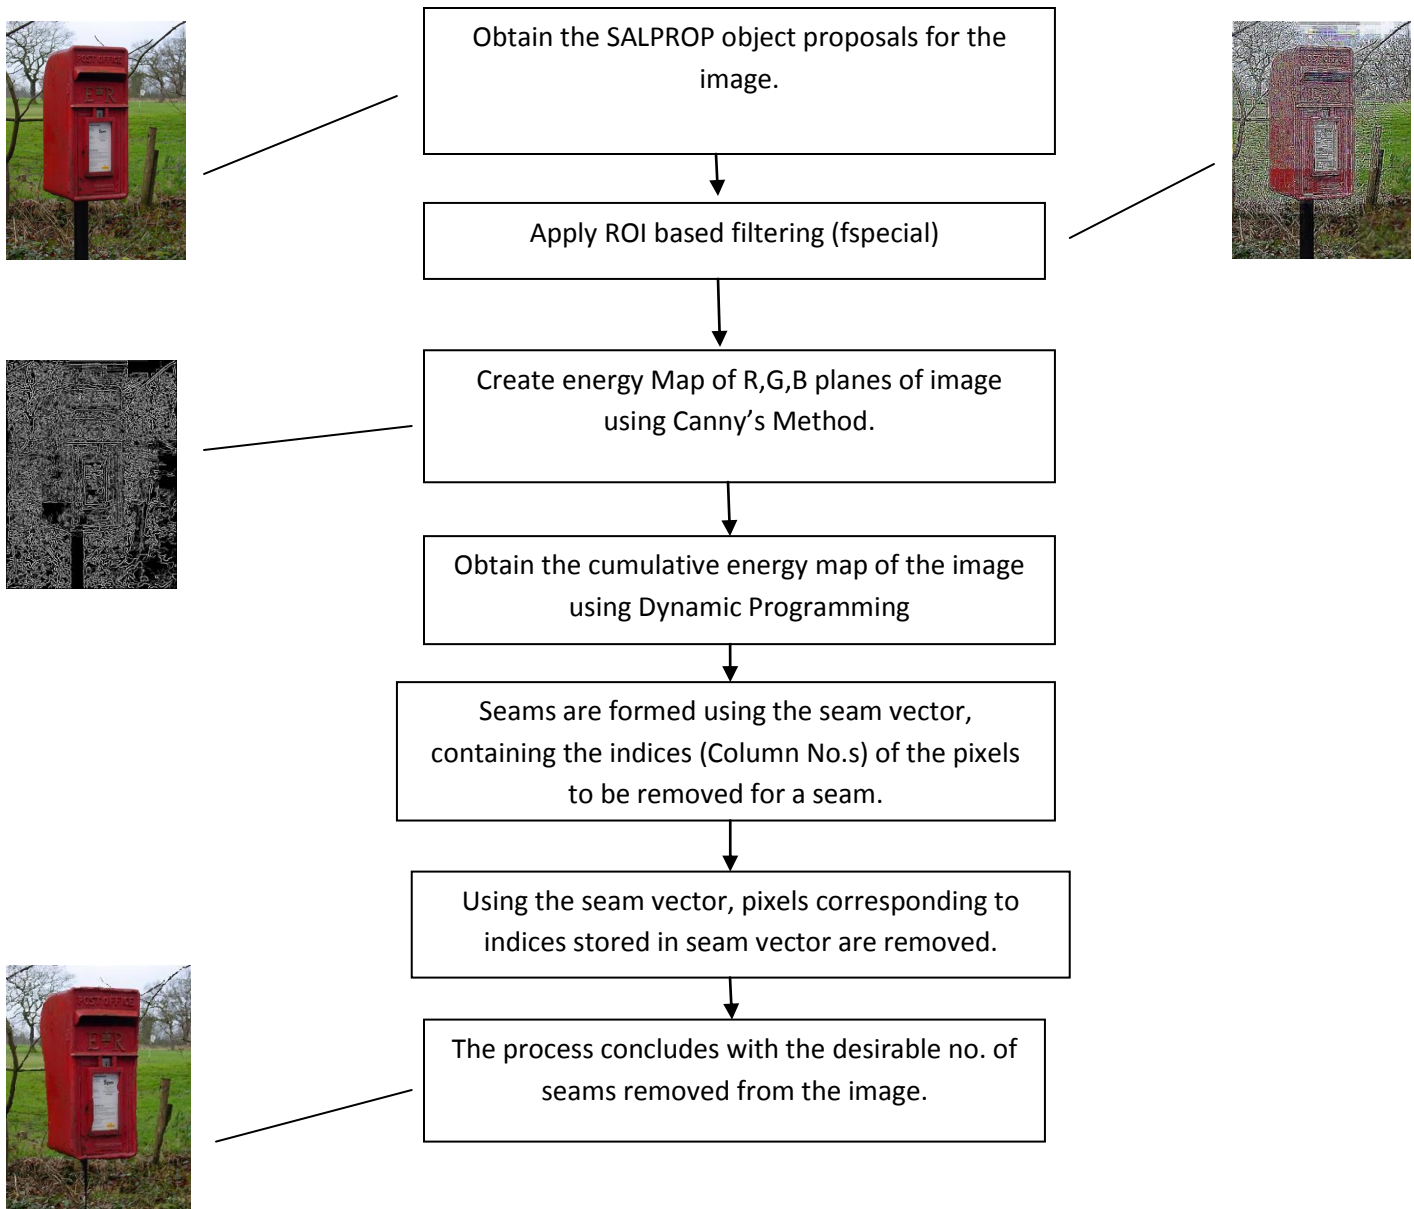 Obtain the SALPROP object proposals for the
image.
POST OFFICE
E R
Apply ROI based filtering (fspecial)
Create energy Map of R,G,B planes of image
using Canny’s Method.
Obtain the cumulative energy map of the image
using Dynamic Programming
Seams are formed using the seam vector,
containing the indices (Column No.s) of the pixels
to be removed for a seam.
Using the seam vector, pixels corresponding to
indices stored in seam vector are removed.
The process concludes with the desirable no. of
seams removed from the image.
POST OFFICE
E R